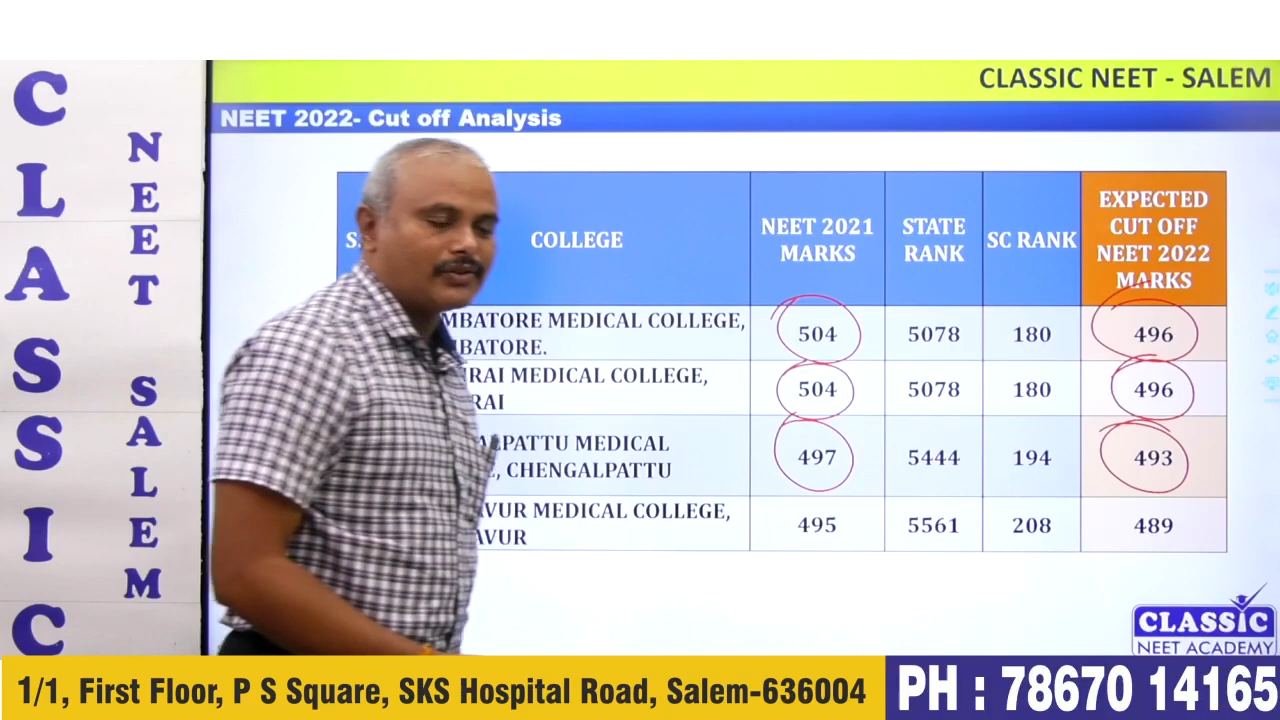 CLASSIC NEET - SALEM
NEET 2022- Cut off Analysis
CLASSIC
NEET SALEM
S. COLLEGE NEET 2021 MARKS STATE RANK SC RANK EXPECTED CUT OFF NEET 2022 MARKS
MBATORE MEDICAL COLLEGE, BATORE. 504 5078 180 496
RAI MEDICAL COLLEGE, RAI 504 5078 180 496
ALPATTU MEDICAL , CHENGALPATTU 497 5444 194 493
AVUR MEDICAL COLLEGE, AVUR 495 5561 208 489
CLASSIC
NEET ACADEMY
1/1, First Floor, P S Square, SKS Hospital Road, Salem-636004
PH : 78670 14165